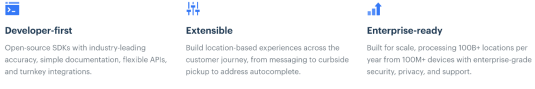 Developer-first
Open-source SDKs with industry-leading
accuracy, simple documentation, flexible APIs,
and turnkey integrations.
Extensible
Build location-based experiences across the
customer journey, from messaging to curbside
pickup to address autocomplete.
Enterprise-ready
Built for scale, processing 100B+ locations per
year from 100M+ devices with enterprise-grade
security, privacy, and support.